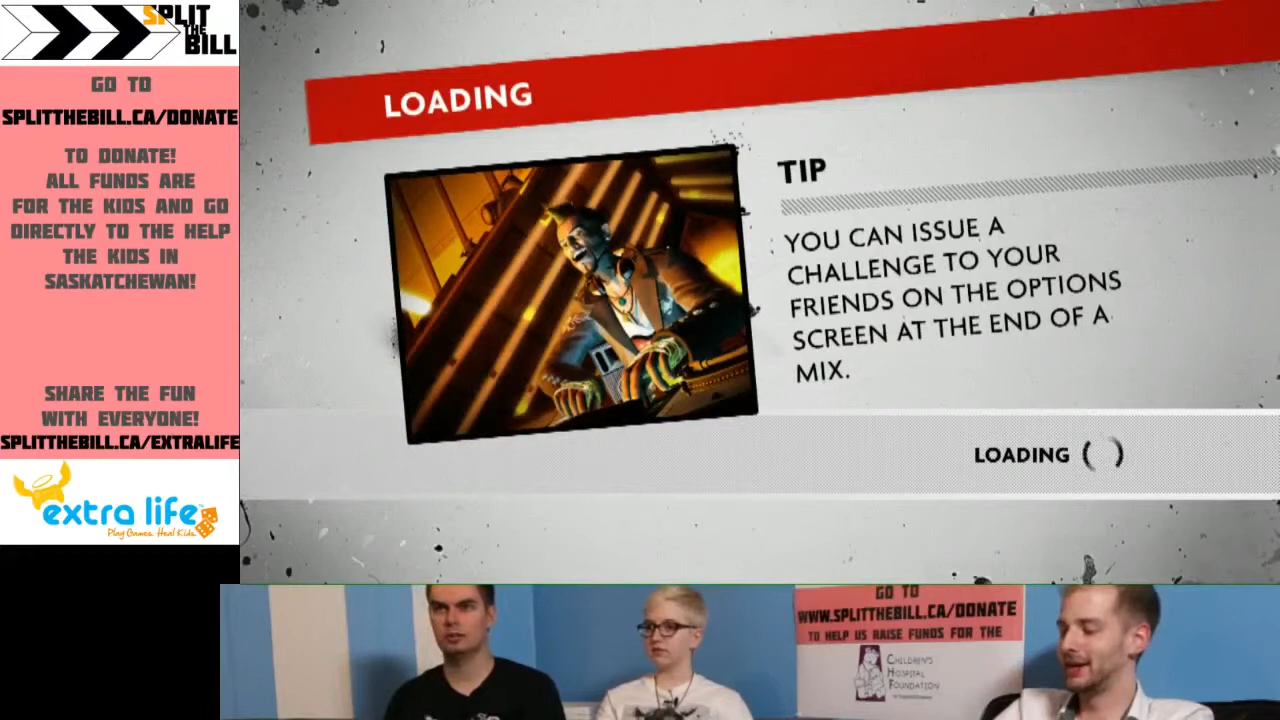 SPLIT
THE
BILL
GO TO
SPLITTHEBILL.CA/DONATE
TO DONATE!
ALL FUNDS ARE
FOR THE KIDS AND GO
DIRECTLY TO THE HELP
THE KIDS IN
SASKATCHEWAN!
SHARE THE FUN
WITH EVERYONE!
SPLITTHEBILL.CA/EXTRALIFE
extra life
Play Games. Heal Kids.
LOADING
TIP
YOU CAN ISSUE A
CHALLENGE TO YOUR
FRIENDS ON THE OPTIONS
SCREEN AT THE END OF A
MIX.
LOADING
GO TO
WWW.SPLITTHEBILL.CA/DONATE
TO HELP US RAISE FUNDS FOR THE
CHILDREN'S
HOSPITAL
FOUNDATION